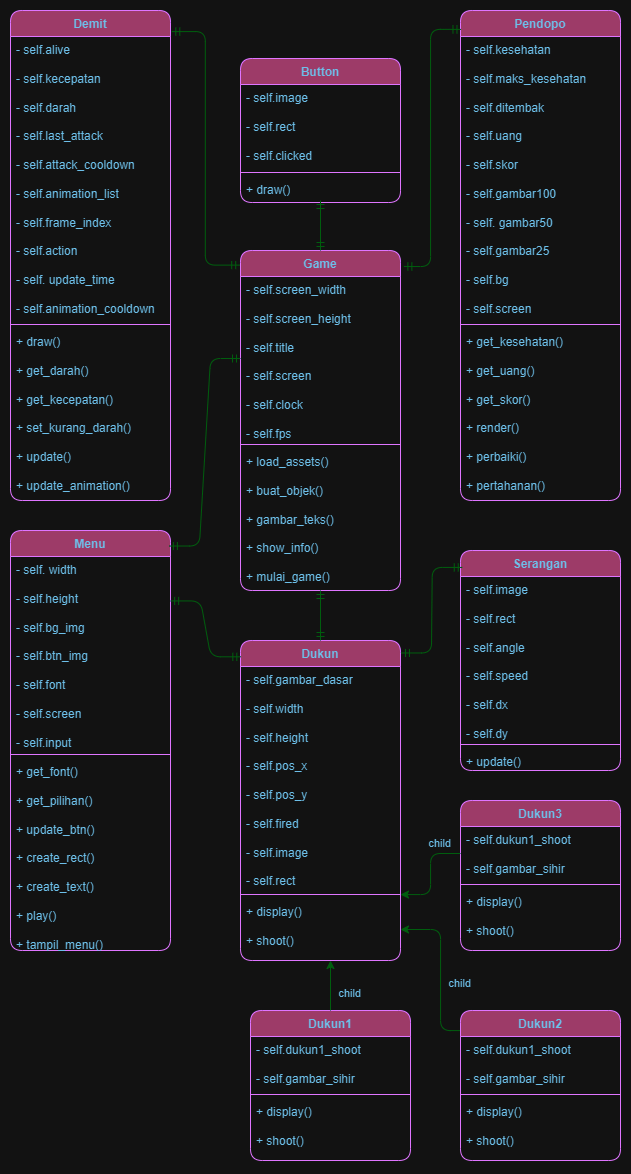 Demit
- self.alive
- self.kecepatan
- self.darah
- self.last_attack
- self.attack_cooldown
- self.animation_list
- self.frame_index
- self.action
- self. update_time
- self.animation_cooldown
+ draw()
+ get_darah()
+ get_kecepatan()
+ set_kurang_darah()
+ update()
+ update_animation()
Button
- self.image
- self.rect
- self.clicked
+ draw()
Pendopo
- self.kesehatan
- self.maks_kesehatan
- self.ditembak
- self.uang
- self.skor
- self.gambar100
- self. gambar50
- self.gambar25
- self.bg
- self.screen
+ get_kesehatan()
+ get_uang()
+ get_skor()
+ render()
+ perbaiki()
+ pertahanan()
Game
- self.screen_width
- self.screen_height
- self.title
- self.screen
- self.clock
- self.fps
+ load_assets()
+ buat_objek()
+ gambar_teks()
+ show_info()
+ mulai_game()
Menu
- self. width
- self.height
- self.bg_img
- self.btn_img
- self.font
- self.screen
- self.input
+ get_font()
+ get_pilihan()
+ update_btn()
+ create_rect()
+ create_text()
+ play()
+ tampil_menu()
Dukun
- self.gambar_dasar
- self.width
- self.height
- self.pos_x
- self.pos_y
- self.fired
- self.image
- self.rect
+ display()
+ shoot()
Serangan
- self.image
- self.rect
- self.angle
- self.speed
- self.dx
- self.dy
+ update()
Dukun3
- self.dukun1_shoot
- self.gambar_sihir
+ display()
+ shoot()
child
child
child
Dukun1
- self.dukun1_shoot
- self.gambar_sihir
+ display()
+ shoot()
Dukun2
- self.dukun1_shoot
- self.gambar_sihir
+ display()
+ shoot()